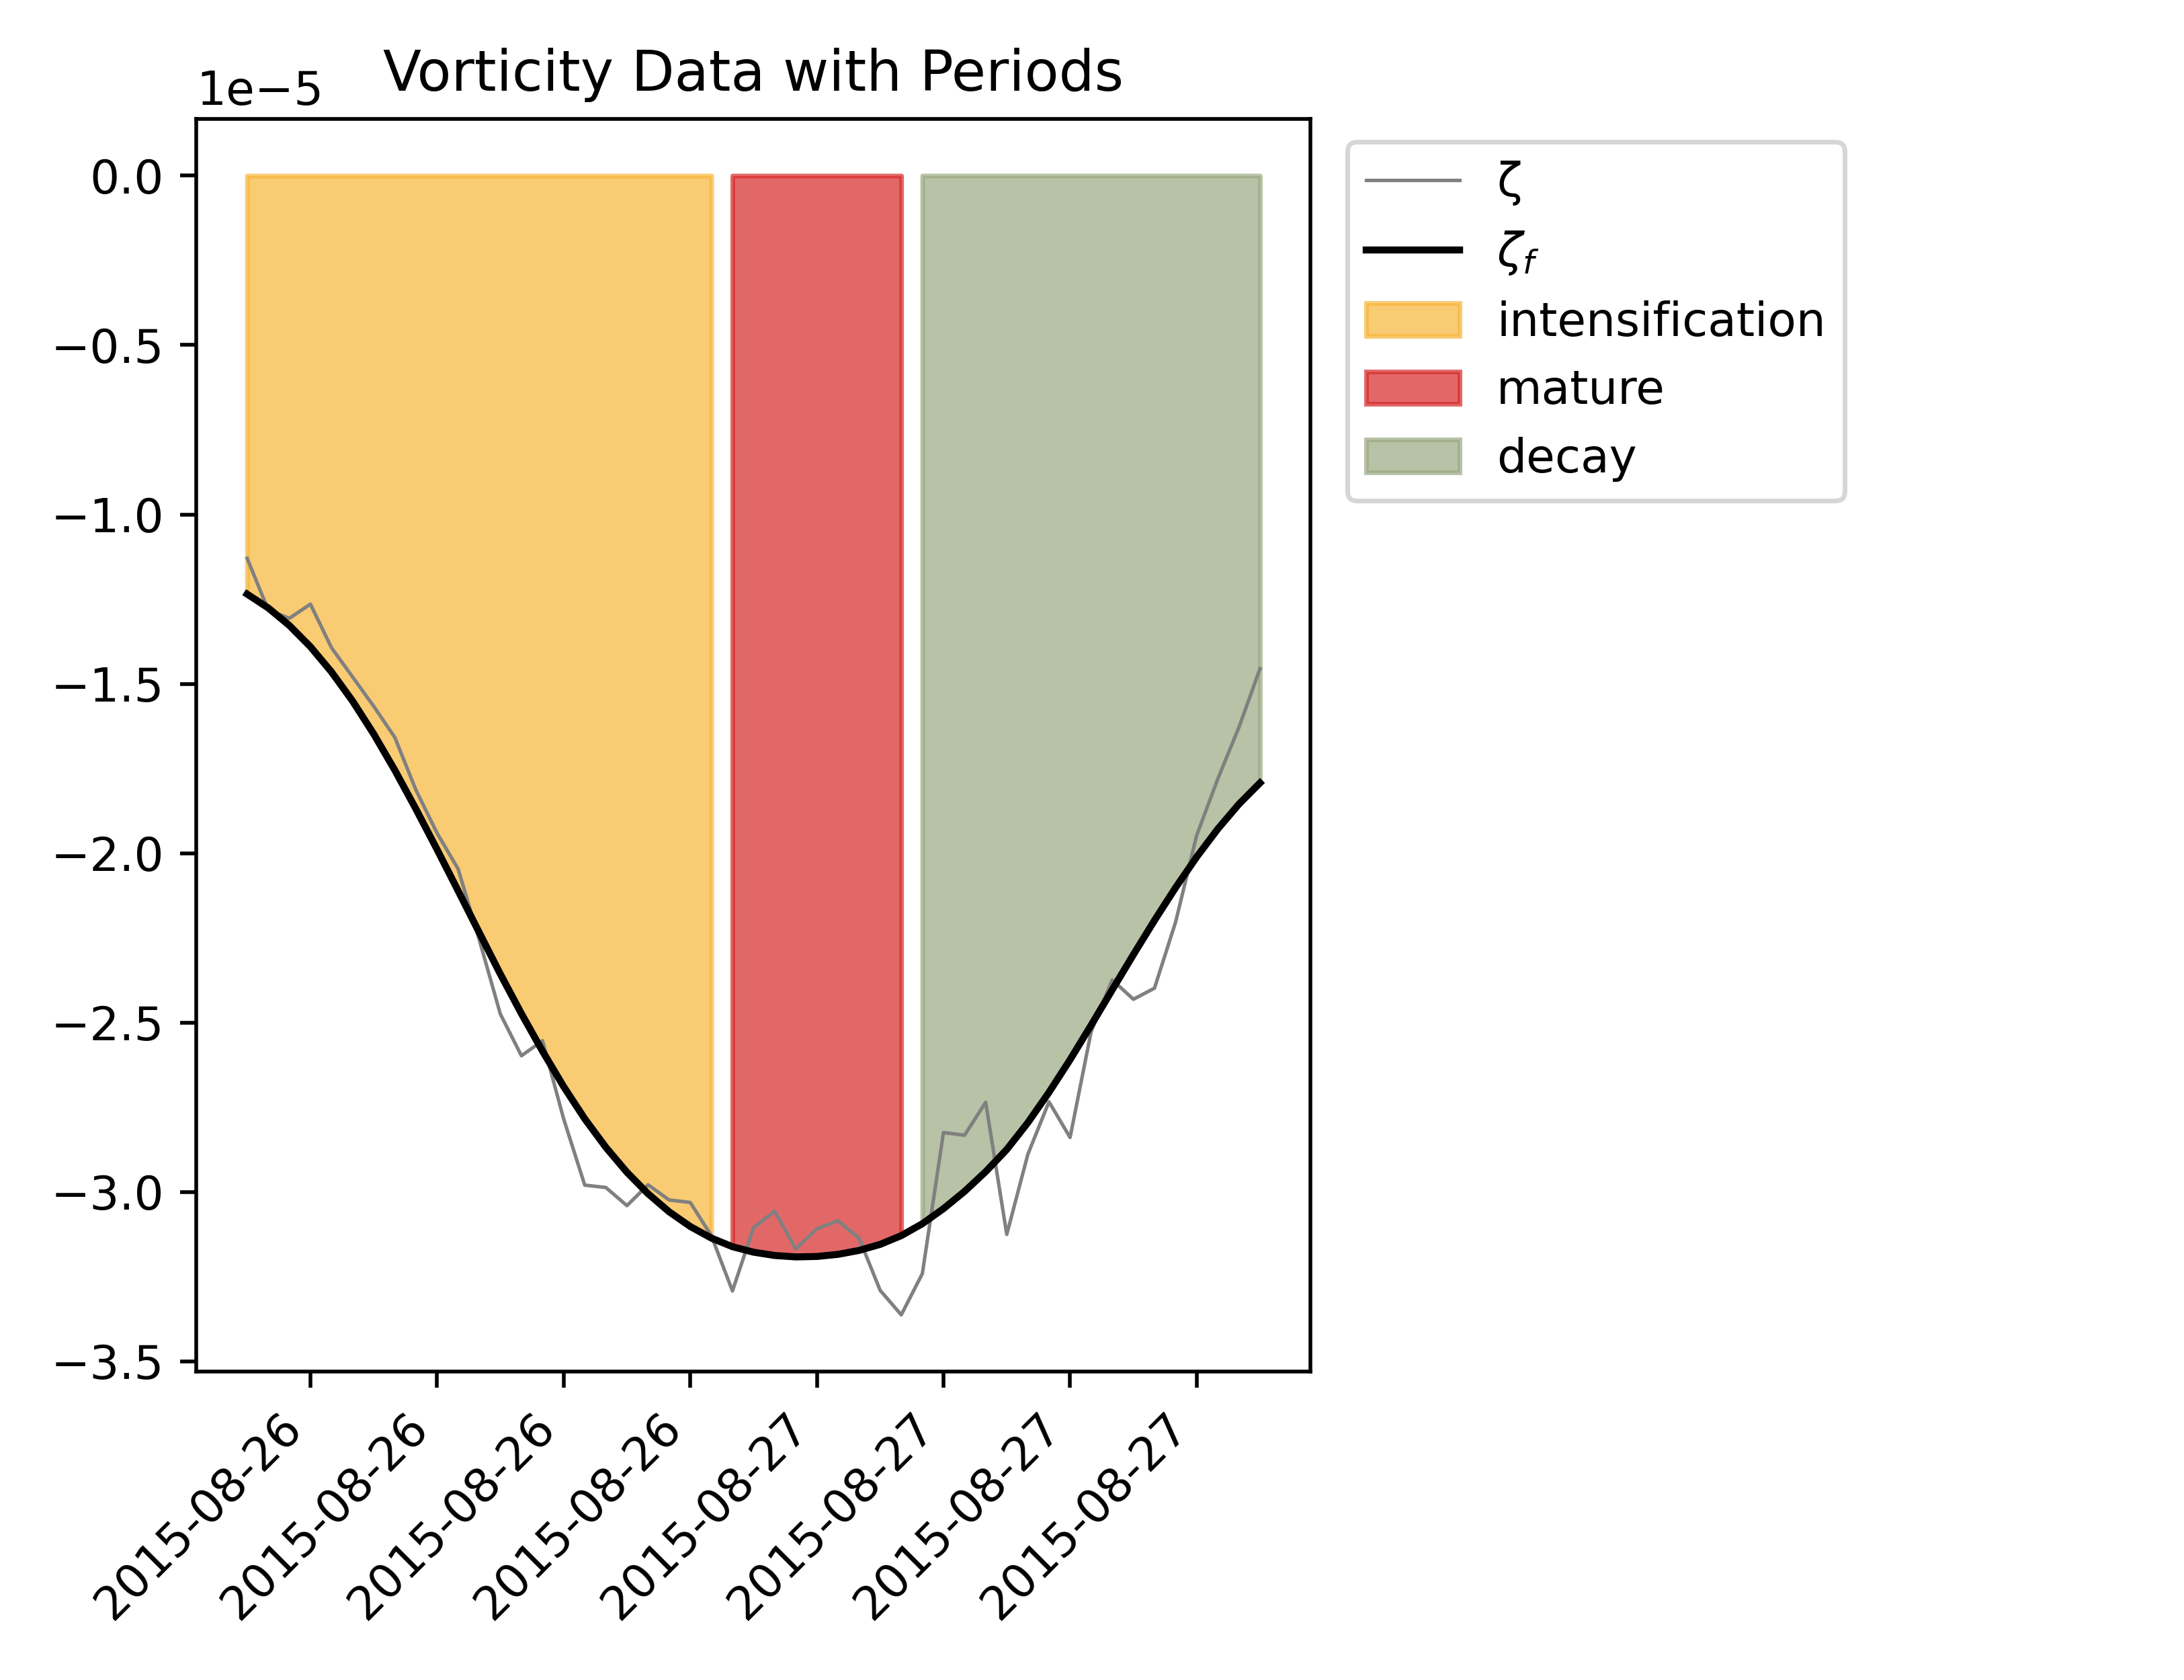 Vorticity Data with Periods
1e−5
0.0
−0.5
−1.0
−1.5
−2.0
−2.5
−3.0
−3.5
2015-08-26
2015-08-26
2015-08-26
2015-08-26
2015-08-27
2015-08-27
2015-08-27
2015-08-27
ζ
ζf
intensification
mature
decay